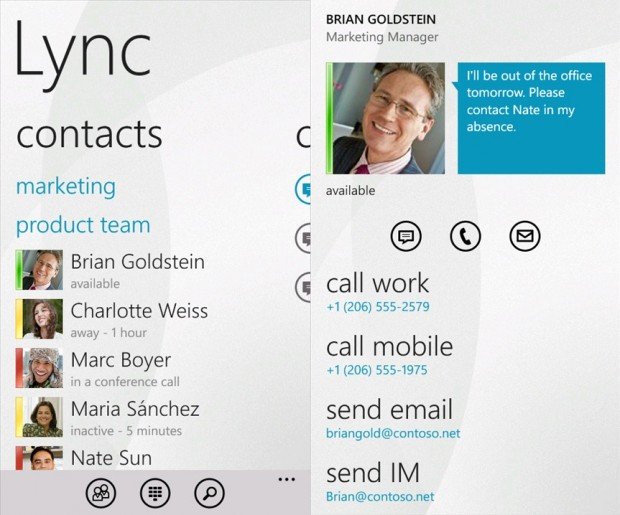 Lync
contacts
marketing
product team
Brian Goldstein
available
Charlotte Weiss
away - 1 hour
Marc Boyer
in a conference call
Maria Sánchez
inactive - 5 minutes
Nate Sun
BRIAN GOLDSTEIN
Marketing Manager
I'll be out of the office
tomorrow. Please
contact Nate in my
absence.
available
call work
+1 (206) 555-2579
call mobile
+1 (206) 555-1975
send email
briangold@contoso.net
send IM
Brian@contoso.net